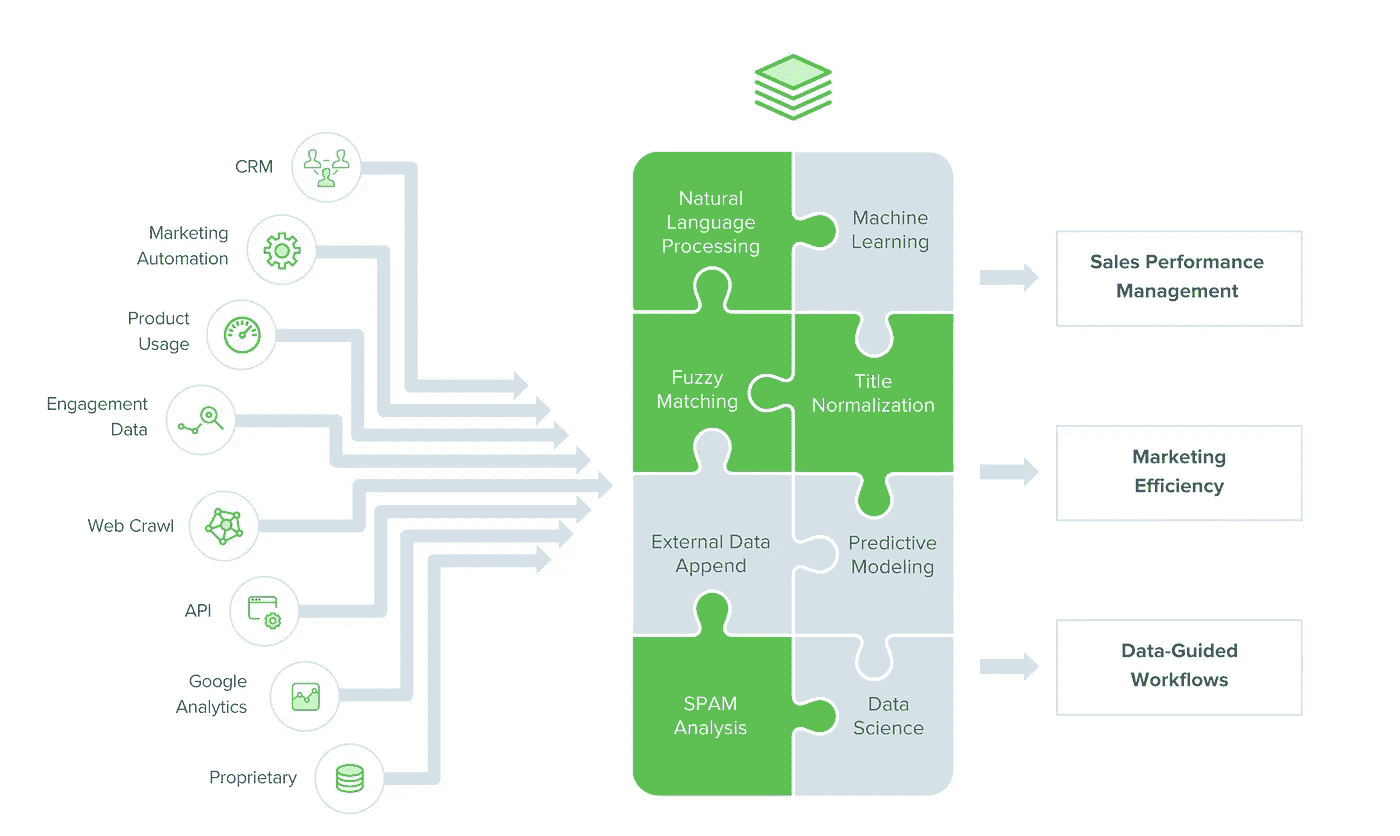 CRM
Marketing
Automation
Product
Usage
Engagement
Data
Web Crawl
API
Google
Analytics
Proprietary
Natural
Language
Processing
Machine
Learning
Fuzzy
Matching
Title
Normalization
External Data
Append
Predictive
Modeling
SPAM
Analysis
Data
Science
Sales Performance
Management
Marketing
Efficiency
Data-Guided
Workflows